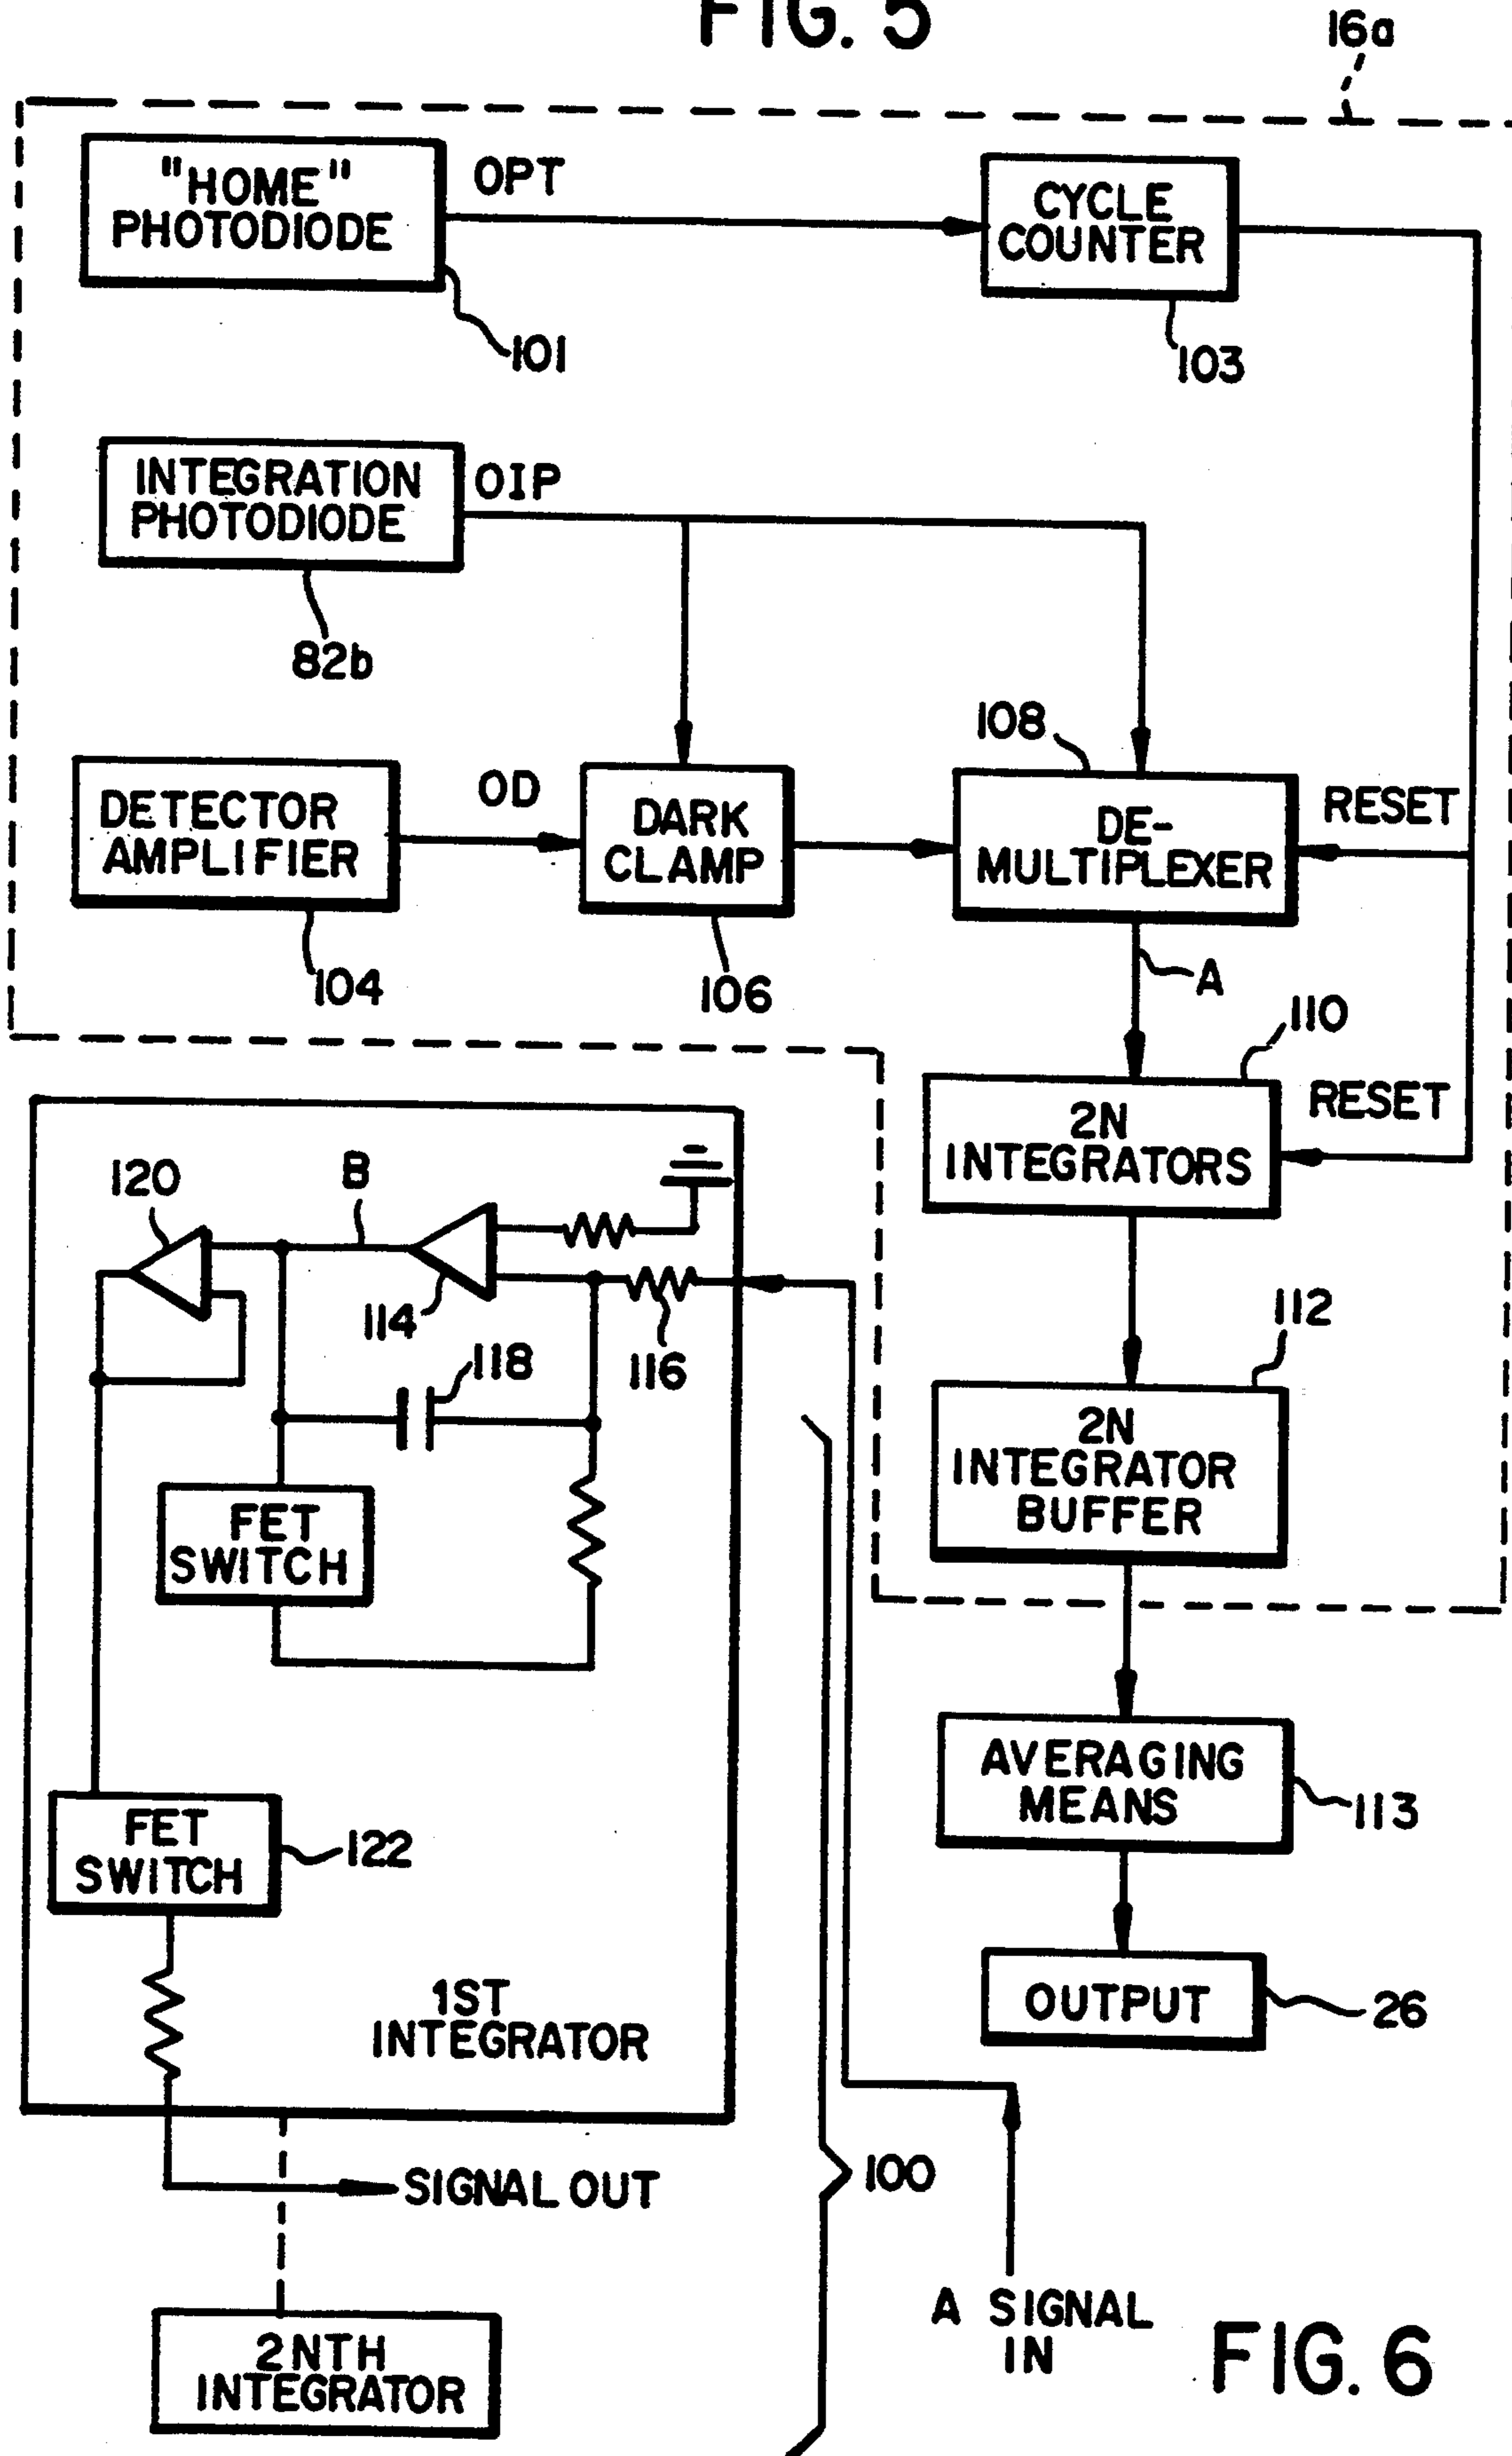 FIG. 5
16a
"HOME"
PHOTODIODE
OPT
CYCLE
COUNTER
101
103
INTEGRATION
PHOTODIODE
OIP
82b
108
DETECTOR
AMPLIFIER
OD
DARK
CLAMP
DE-
MULTIPLEXER
RESET
104
106
A
110
2N
INTEGRATORS
RESET
120
B
114
116
118
112
2N
INTEGRATOR
BUFFER
FET
SWITCH
AVERAGING
MEANS
113
FET
SWITCH
122
1ST
INTEGRATOR
OUTPUT
26
SIGNAL OUT
100
A SIGNAL
IN
2NTH
INTEGRATOR
FIG. 6